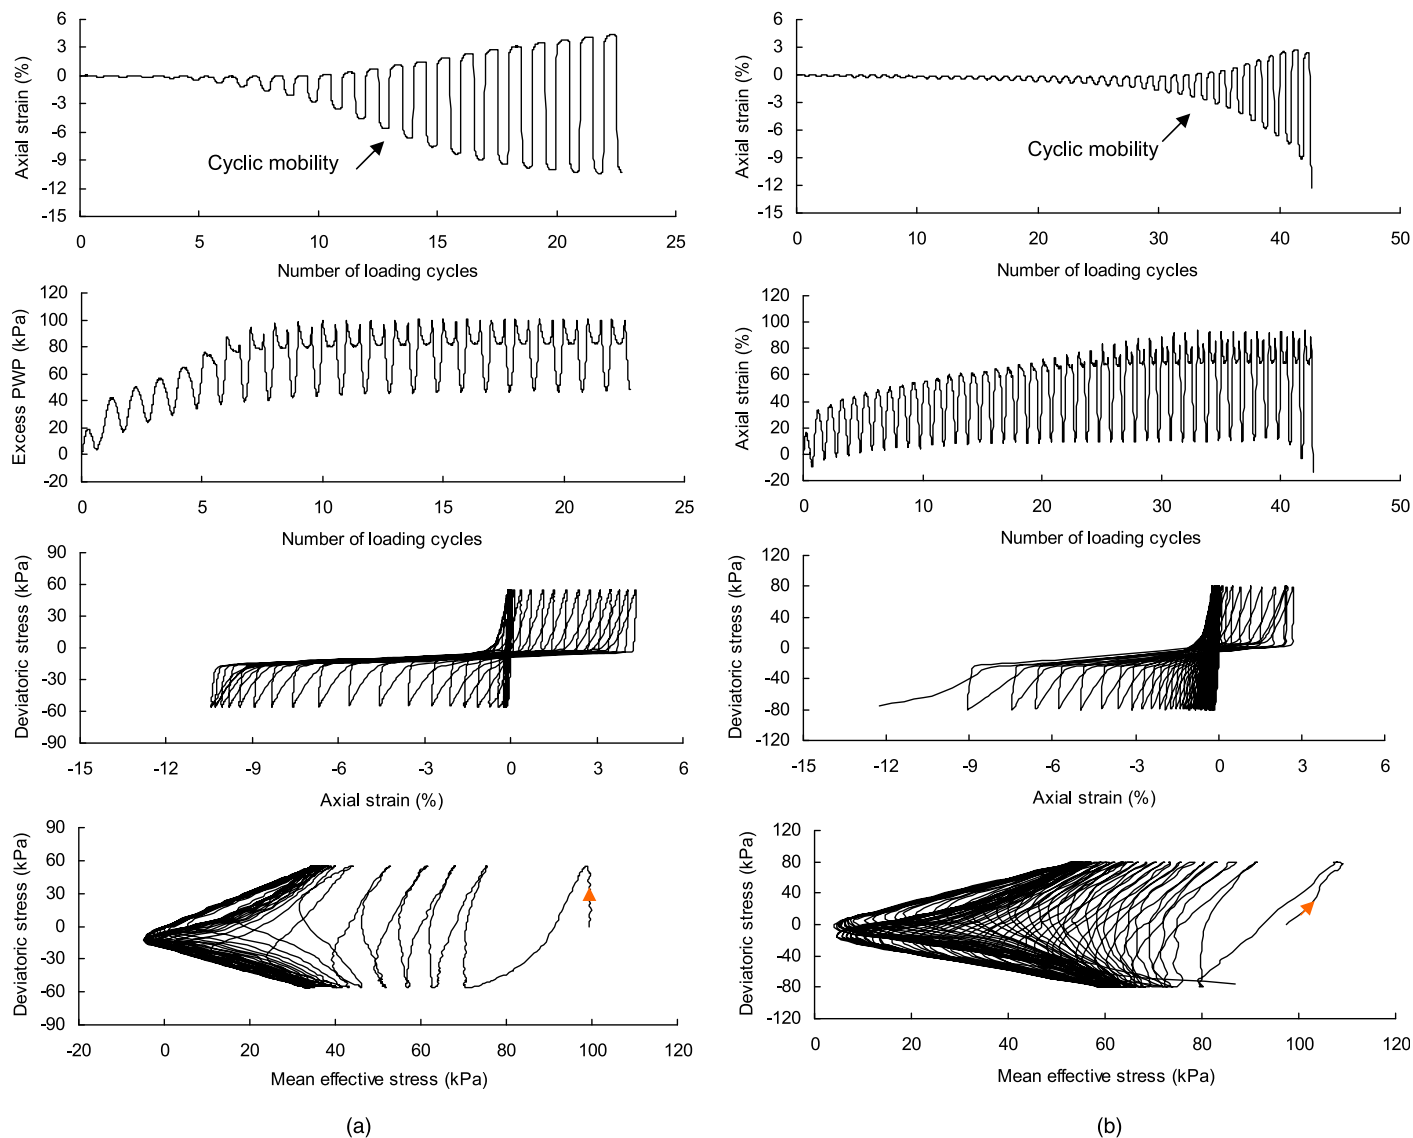 6
3
0
-3
-6
-9
-12
-15
Axial strain (%)
Cyclic mobility
0 5 10 15 20 25
Number of loading cycles
6
3
0
-3
-6
-9
-12
-15
Axial strain (%)
Cyclic mobility
0 10 20 30 40 50
Number of loading cycles
120
100
80
60
40
20
0
-20
Excess PWP (kPa)
0 5 10 15 20 25
Number of loading cycles
120
100
80
60
40
20
0
-20
Axial strain (%)
0 10 20 30 40 50
Number of loading cycles
90
60
30
0
-30
-60
-90
Deviatoric stress (kPa)
-15 -12 -9 -6 -3 0 3 6
Axial strain (%)
120
80
40
0
-40
-80
-120
Deviatoric stress (kPa)
-15 -12 -9 -6 -3 0 3 6
Axial strain (%)
90
60
30
0
-30
-60
-90
Deviatoric stress (kPa)
-20 0 20 40 60 80 100 120
Mean effective stress (kPa)
120
80
40
0
-40
-80
-120
Deviatoric stress (kPa)
0 20 40 60 80 100 120
Mean effective stress (kPa)
(a)
(b)